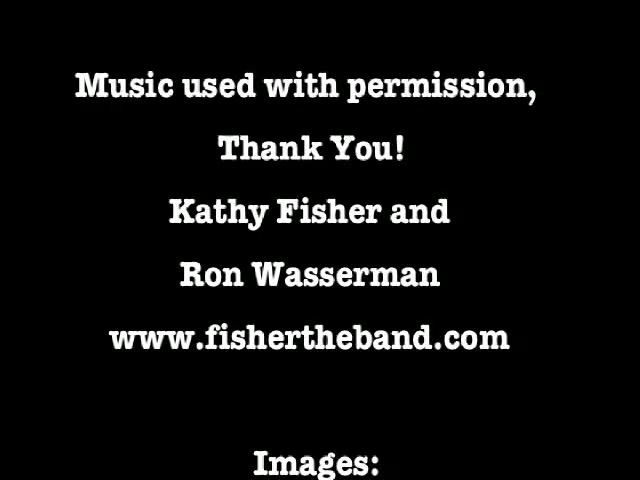 Music used with permission,
Thank You!
Kathy Fisher and
Ron Wasserman
www.fishertheband.com
Images: